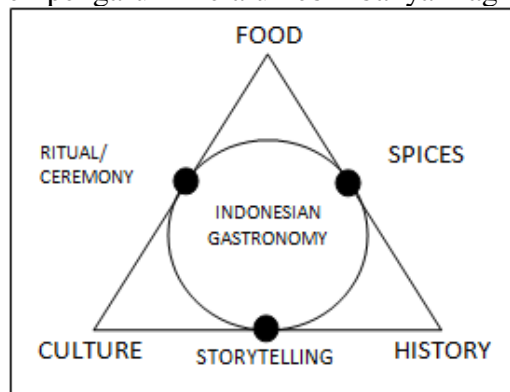 FOOD
RITUAL/
CEREMONY
SPICES
INDONESIAN
GASTRONOMY
CULTURE
STORYTELLING
HISTORY